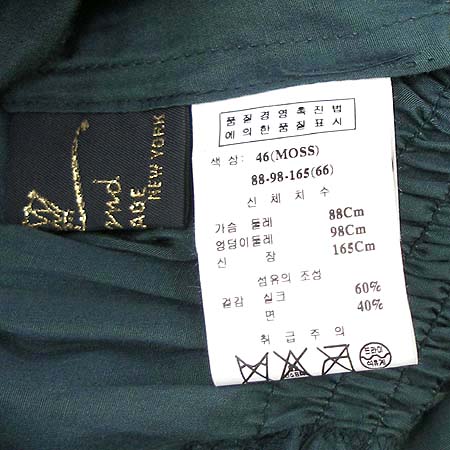 품질경영촉진법
에의한품질표시
색상: 46(MOSS)
88-98-165(66)
신체치수
가슴 둘레 88Cm
엉덩이둘레 98Cm
신 장 165Cm
섬유의 조성
겉감 실크 60%
면 40%
취급주의
드라이
NEW YORK